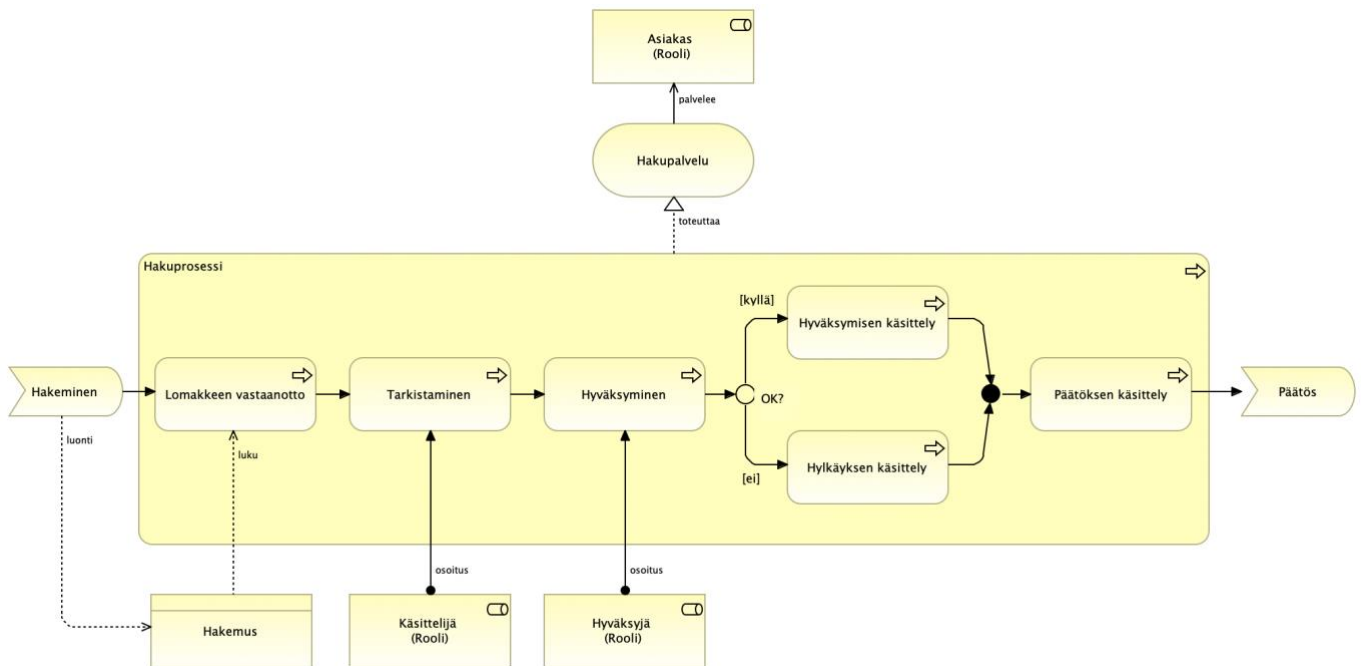 Asiakas
(Rooli)
palvelee
Hakupalvelu
toteuttaa
Hakuprosessi
[kyllä]
Hyväksymisen käsittely
Hakeminen
Lomakkeen vastaanotto
Tarkistaminen
Hyväksyminen
OK?
Päätöksen käsittely
Päätös
luonti
luku
[ei]
Hylkäyksen käsittely
osoitus
osoitus
Hakemus
Käsittelijä
(Rooli)
Hyväksyjä
(Rooli)